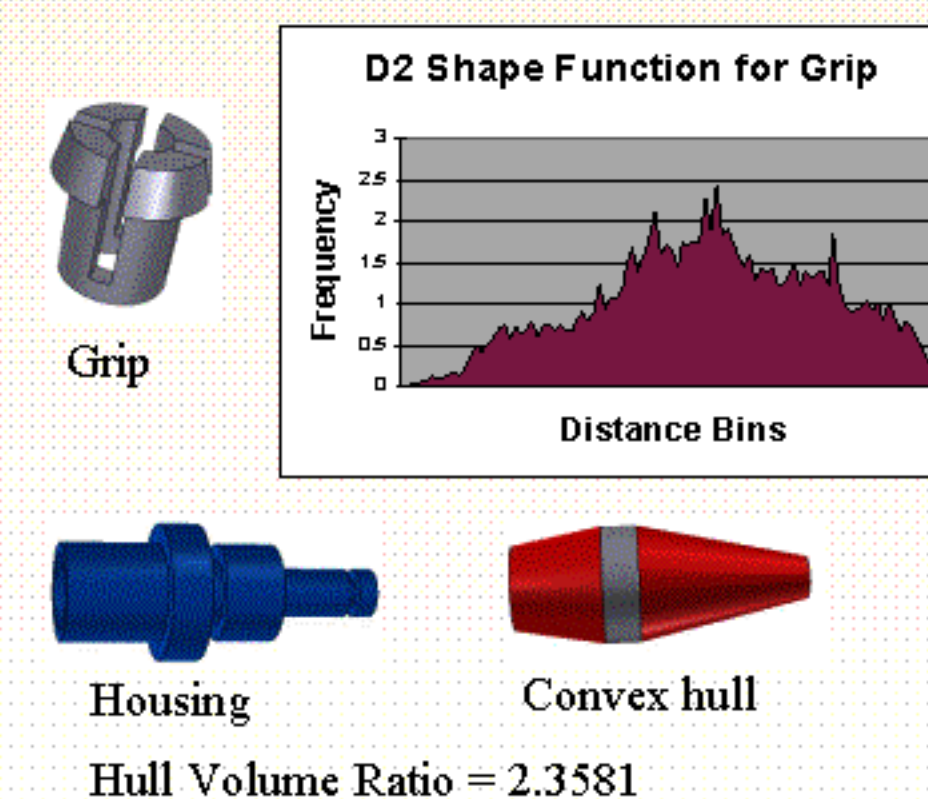 D2 Shape Function for Grip
3
2.5
2
1.5
1
0.5
0
Frequency
Distance Bins
Grip
Housing
Convex hull
Hull Volume Ratio = 2.3581